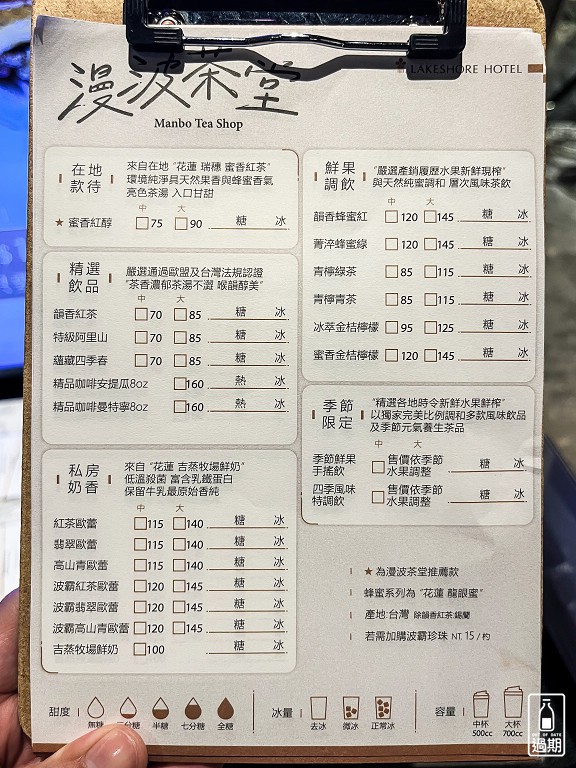 漫波茶堂
Manbo Tea Shop
LAKESHORE HOTEL
在地款待
來自在地 "花蓮 瑞穗 蜜香紅茶"
環境純淨具天然果香與蜂蜜香氣
亮色茶湯 入口甘甜
中 大
★ 蜜香紅醇 75 90 糖 冰
精選飲品
嚴選通過歐盟及台灣法規認證
"茶香濃郁茶湯不澀 喉韻醇美"
中 大
韻香紅茶 70 85 糖 冰
特級阿里山 70 85 糖 冰
蘊藏四季春 70 85 糖 冰
精品咖啡安提瓜8oz 160 熱 冰
精品咖啡曼特寧8oz 160 熱 冰
私房奶香
來自 "花蓮 吉蒸牧場鮮奶"
低溫殺菌 富含乳鐵蛋白
保留牛乳最原始香純
中 大
紅茶歐蕾 115 140 糖 冰
翡翠歐蕾 115 140 糖 冰
高山青歐蕾 115 140 糖 冰
波霸紅茶歐蕾 120 145 糖 冰
波霸翡翠歐蕾 120 145 糖 冰
波霸高山青歐蕾 120 145 糖 冰
吉蒸牧場鮮奶 100
鮮果調飲
"嚴選產銷履歷水果新鮮現榨"
與天然純蜜調和 層次風味茶飲
中 大
韻香蜂蜜紅 120 145 糖 冰
菁淬蜂蜜綠 120 145 糖 冰
青檸綠茶 85 115 糖 冰
青檸青茶 85 115 糖 冰
冰萃金桔檸檬 95 125 糖 冰
蜜香金桔檸檬 120 145 糖 冰
季節限定
"精選各地時令新鮮水果鮮榨"
以獨家完美比例調和多款風味飲品
及季節元氣養生茶品
中 大
季節鮮果手搖飲 售價依季節水果調整 糖 冰
四季風味特調飲 售價依季節水果調整 糖 冰
★ 為漫波茶堂推薦款
蜂蜜系列為 "花蓮 龍眼蜜"
產地:台灣 除韻香紅茶:錫蘭
若需加購波霸珍珠 NT. 15 / 杓
甜度 無糖 三分糖 半糖 七分糖 全糖
冰量 去冰 微冰 正常冰
容量 中杯 500cc 大杯 700cc
OUT OF DATE
過期